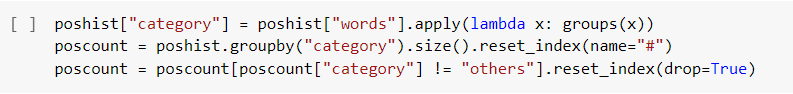 [ ] poshist["category"] = poshist["words"].apply(lambda x: groups(x))
poscount = poshist.groupby("category").size().reset_index(name="#")
poscount = poscount[poscount["category"] != "others"].reset_index(drop=True)